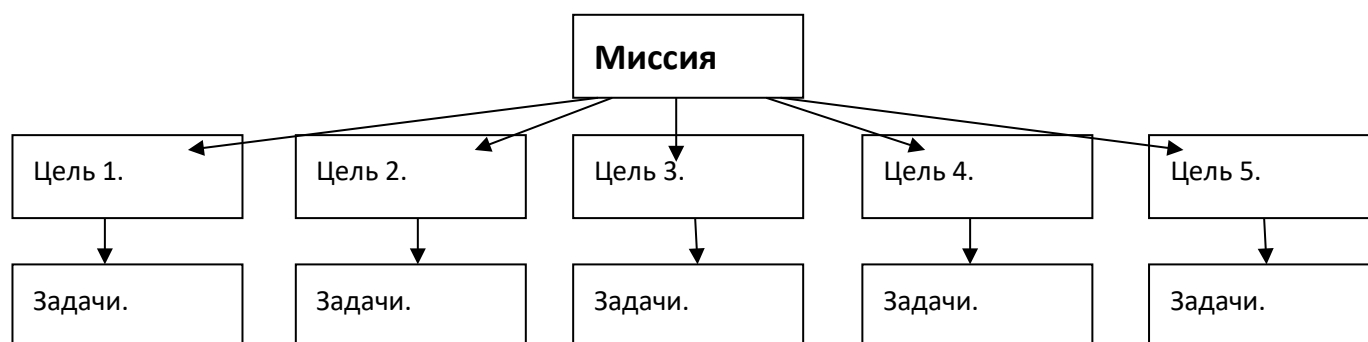 Миссия
Цель 1.
Цель 2.
Цель 3.
Цель 4.
Цель 5.
Задачи.
Задачи.
Задачи.
Задачи.
Задачи.